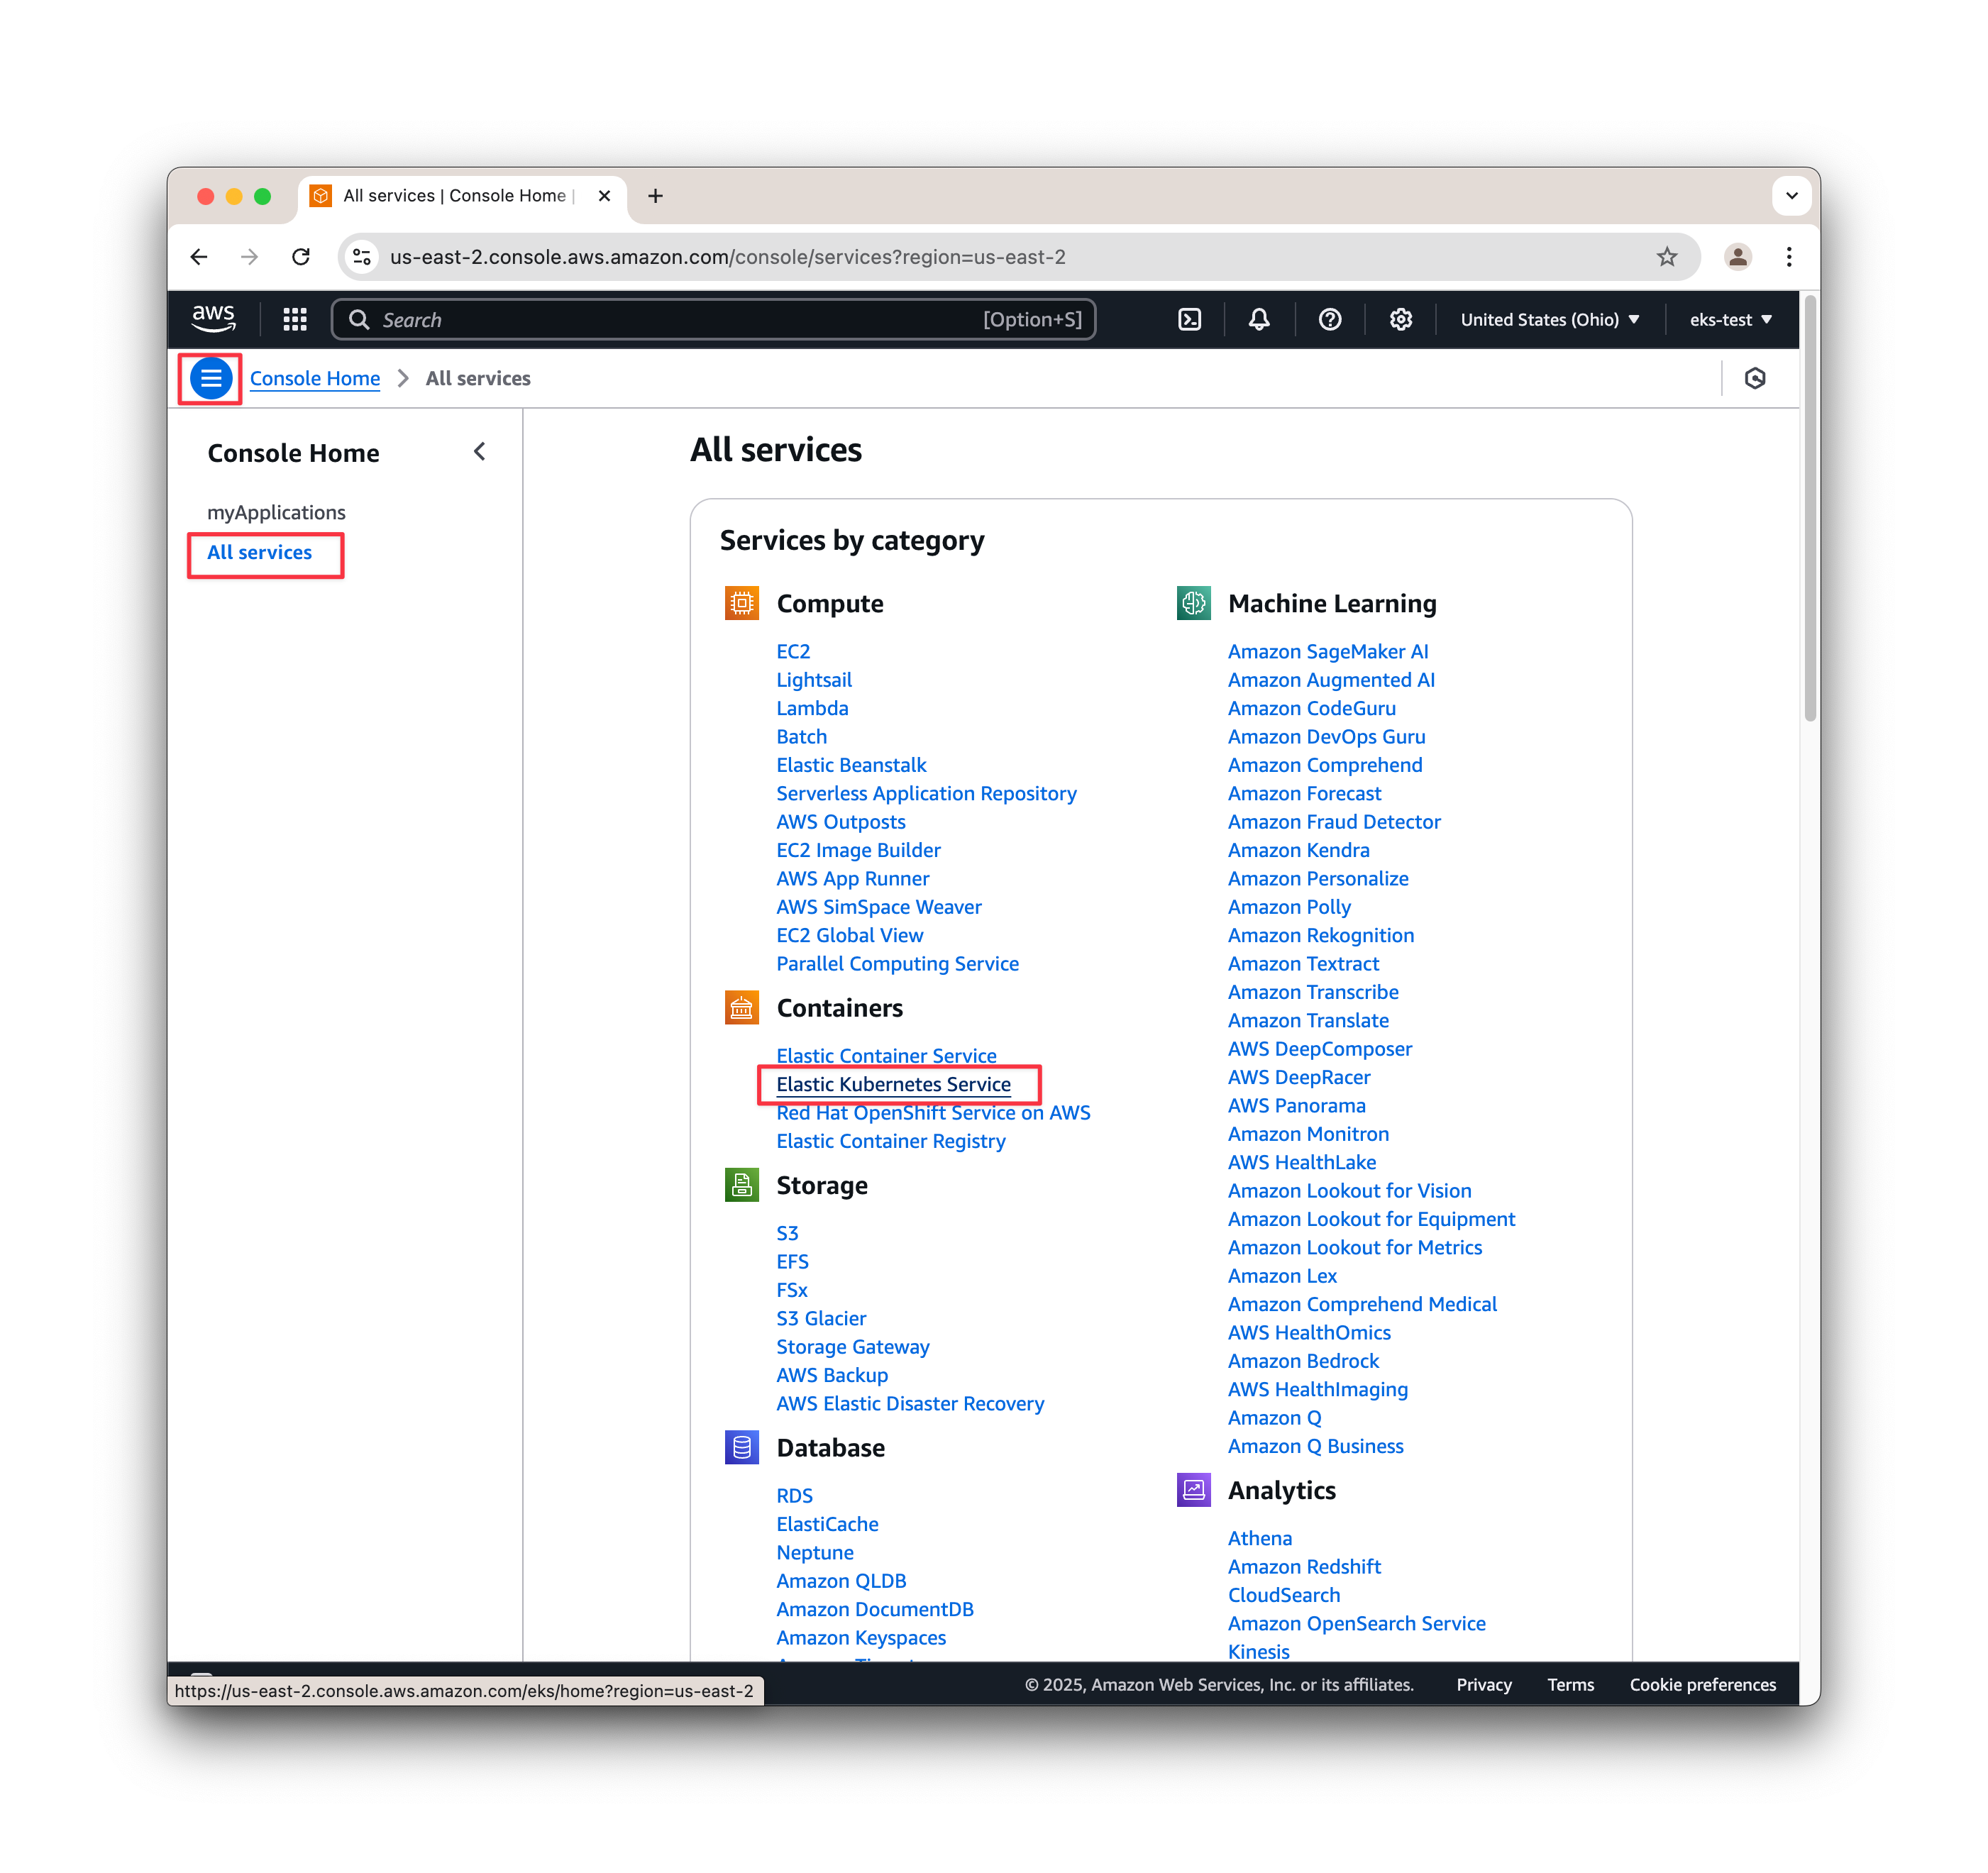 All services | Console Home |
us-east-2.console.aws.amazon.com/console/services?region=us-east-2
aws
Search [Option+S]
United States (Ohio)
eks-test
Console Home
All services
Console Home
myApplications
All services
All services
Services by category
Compute
EC2
Lightsail
Lambda
Batch
Elastic Beanstalk
Serverless Application Repository
AWS Outposts
EC2 Image Builder
AWS App Runner
AWS SimSpace Weaver
EC2 Global View
Parallel Computing Service
Containers
Elastic Container Service
Elastic Kubernetes Service
Red Hat OpenShift Service on AWS
Elastic Container Registry
Storage
S3
EFS
FSx
S3 Glacier
Storage Gateway
AWS Backup
AWS Elastic Disaster Recovery
Database
RDS
ElastiCache
Neptune
Amazon QLDB
Amazon DocumentDB
Amazon Keyspaces
Machine Learning
Amazon SageMaker AI
Amazon Augmented AI
Amazon CodeGuru
Amazon DevOps Guru
Amazon Comprehend
Amazon Forecast
Amazon Fraud Detector
Amazon Kendra
Amazon Personalize
Amazon Polly
Amazon Rekognition
Amazon Textract
Amazon Transcribe
Amazon Translate
AWS DeepComposer
AWS DeepRacer
AWS Panorama
Amazon Monitron
AWS HealthLake
Amazon Lookout for Vision
Amazon Lookout for Equipment
Amazon Lookout for Metrics
Amazon Lex
Amazon Comprehend Medical
AWS HealthOmics
Amazon Bedrock
AWS HealthImaging
Amazon Q
Amazon Q Business
Analytics
Athena
Amazon Redshift
CloudSearch
Amazon OpenSearch Service
Kinesis
https://us-east-2.console.aws.amazon.com/eks/home?region=us-east-2
© 2025, Amazon Web Services, Inc. or its affiliates.
Privacy
Terms
Cookie preferences